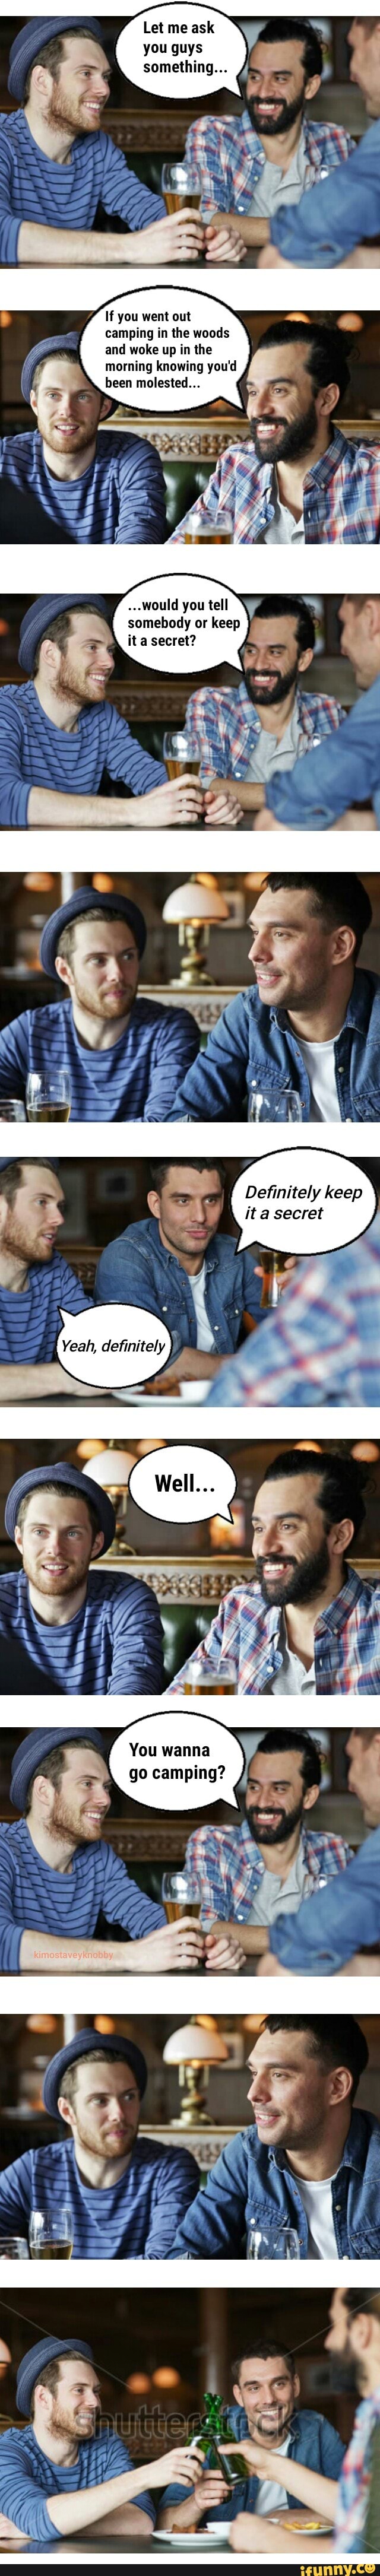 Let me ask
you guys
something...
If you went out
camping in the woods
and woke up in the
morning knowing you'd
been molested...
...would you tell
somebody or keep
it a secret?
Definitely keep
it a secret
Yeah, definitely
Well...
You wanna
go camping?
kimostaveyknobby
shutterstock
ifunny.co